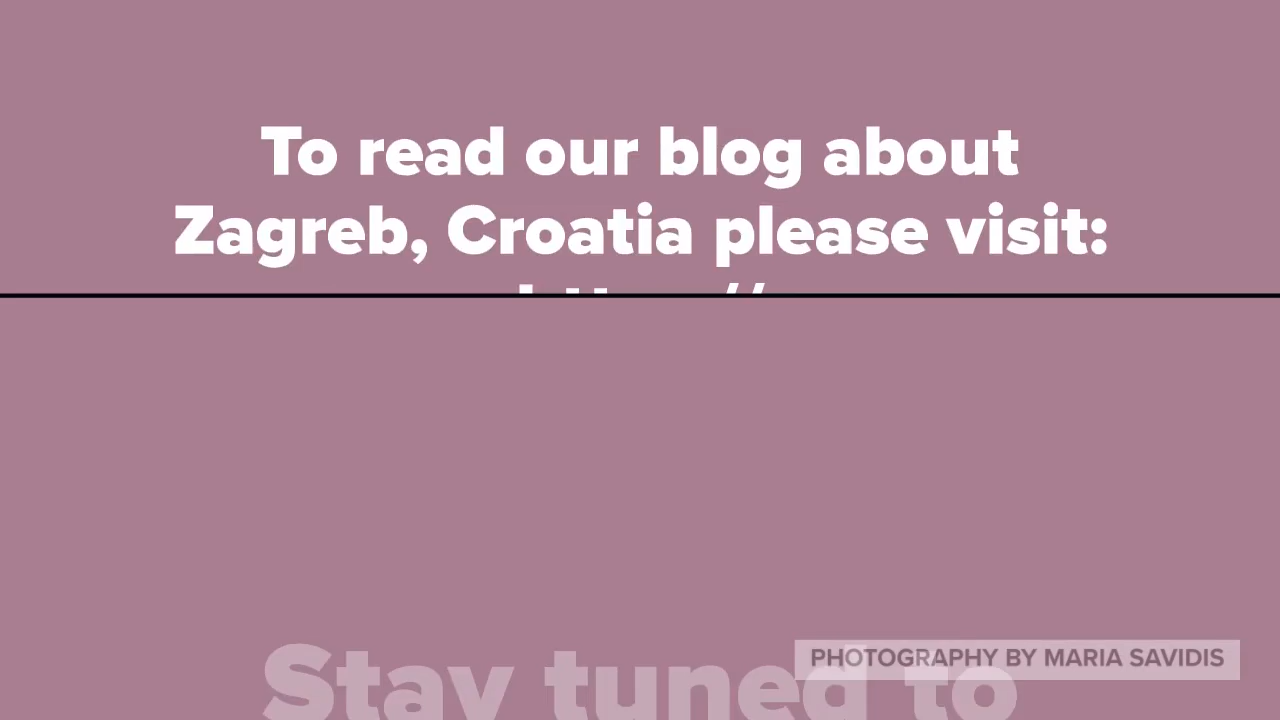 To read our blog about
Zagreb, Croatia please visit:
Stay tuned to
PHOTOGRAPHY BY MARIA SAVIDIS